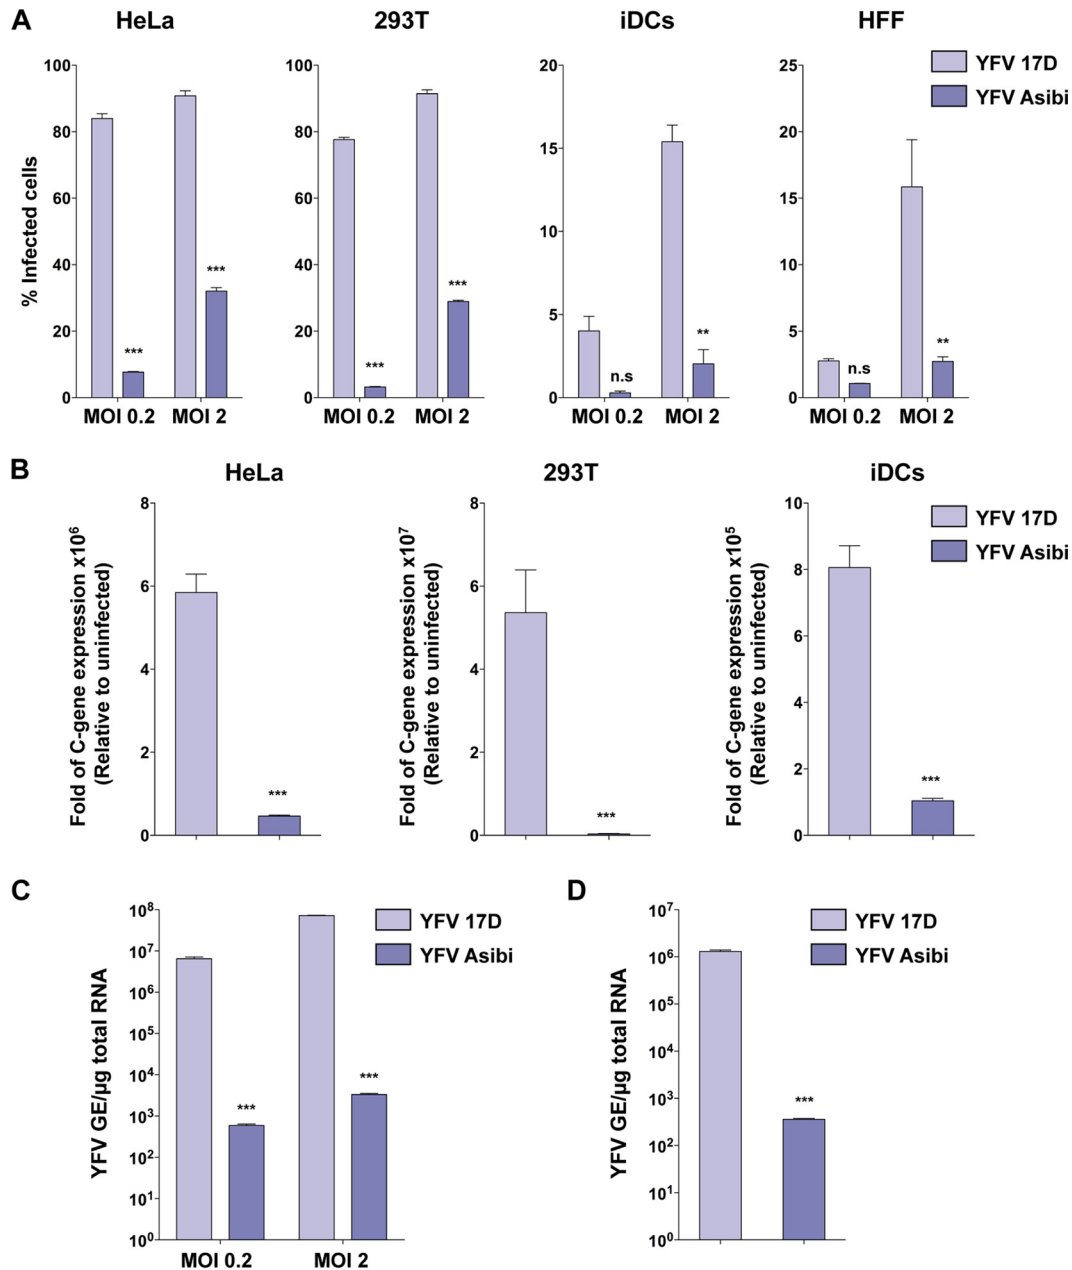 A
HeLa
293T
iDCs
HFF
YFV 17D
YFV Asibi
% Infected cells
100
80
60
40
20
0
***
***
MOI 0.2
MOI 2
100
80
60
40
20
0
***
***
MOI 0.2
MOI 2
20
15
10
5
0
n.s
**
MOI 0.2
MOI 2
25
20
15
10
5
0
n.s
**
MOI 0.2
MOI 2
B
HeLa
293T
iDCs
YFV 17D
YFV Asibi
Fold of C-gene expression x10⁶
(Relative to uninfected)
8
6
4
2
0
***
Fold of C-gene expression x10⁷
(Relative to uninfected)
8
6
4
2
0
***
Fold of C-gene expression x10⁵
(Relative to uninfected)
10
8
6
4
2
0
***
C
YFV 17D
YFV Asibi
YFV GE/µg total RNA
10⁸
10⁷
10⁶
10⁵
10⁴
10³
10²
10¹
10⁰
***
***
MOI 0.2
MOI 2
D
YFV 17D
YFV Asibi
YFV GE/µg total RNA
10⁷
10⁶
10⁵
10⁴
10³
10²
10¹
10⁰
***